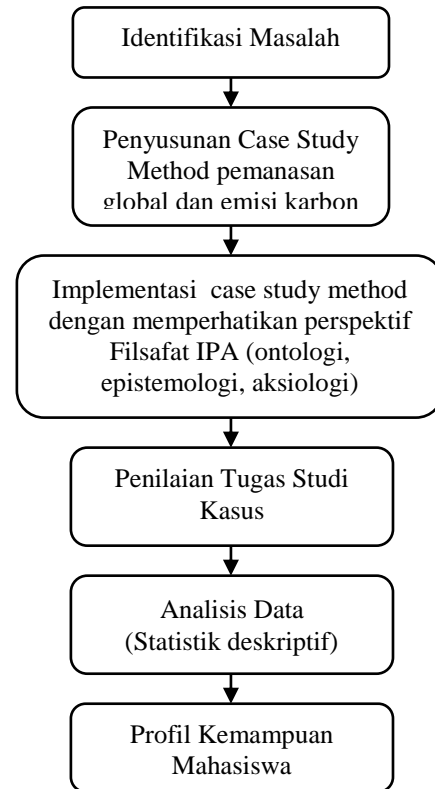 Identifikasi Masalah
Penyusunan Case Study
Method pemanasan
global dan emisi karbon
Implementasi case study method
dengan memperhatikan perspektif
Filsafat IPA (ontologi,
epistemologi, aksiologi)
Penilaian Tugas Studi
Kasus
Analisis Data
(Statistik deskriptif)
Profil Kemampuan
Mahasiswa